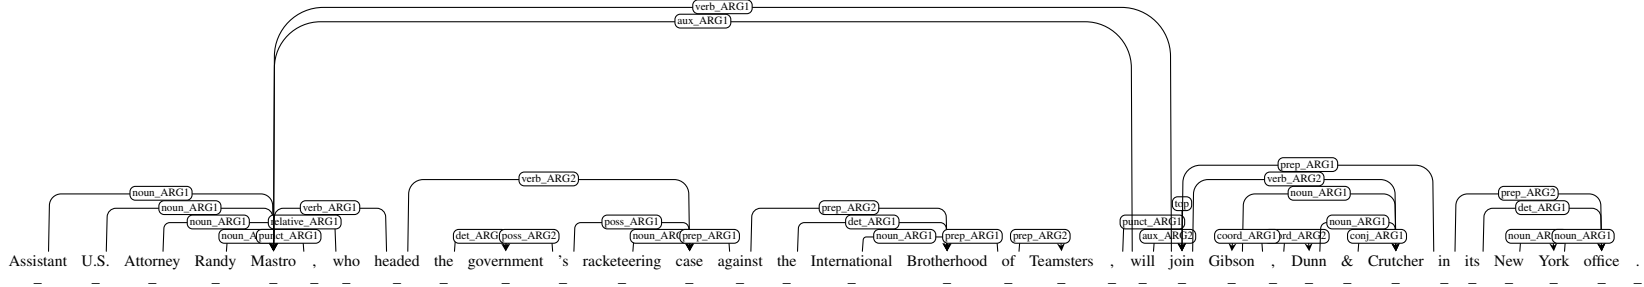 verb_ARG1
aux_ARG1
prep_ARG1
verb_ARG2 verb_ARG2
noun_ARG1 noun_ARG1 prep_ARG2
top
noun_ARG1 verb_ARG1 prep_ARG2 det_ARG1
noun_ARG1 relative_ARG1 poss_ARG1 det_ARG1 punct_ARG1 noun_ARG1
punct_ARG1 poss_ARG2 prep_ARG1 noun_ARG1 prep_ARG1 prep_ARG2 aux_ARG2 coord_ARG1 conj_ARG1 noun_ARG1
Assistant U.S. Attorney Randy Mastro , who headed the government 's racketeering case against the International Brotherhood of Teamsters , will join Gibson , Dunn & Crutcher in its New York office .
_ _ _ _ _ _ _ _ _ _ _ _ _ _ _ _ _ _ _ _ _ _ _ _ _ _ _ _ _ _ _ _ _